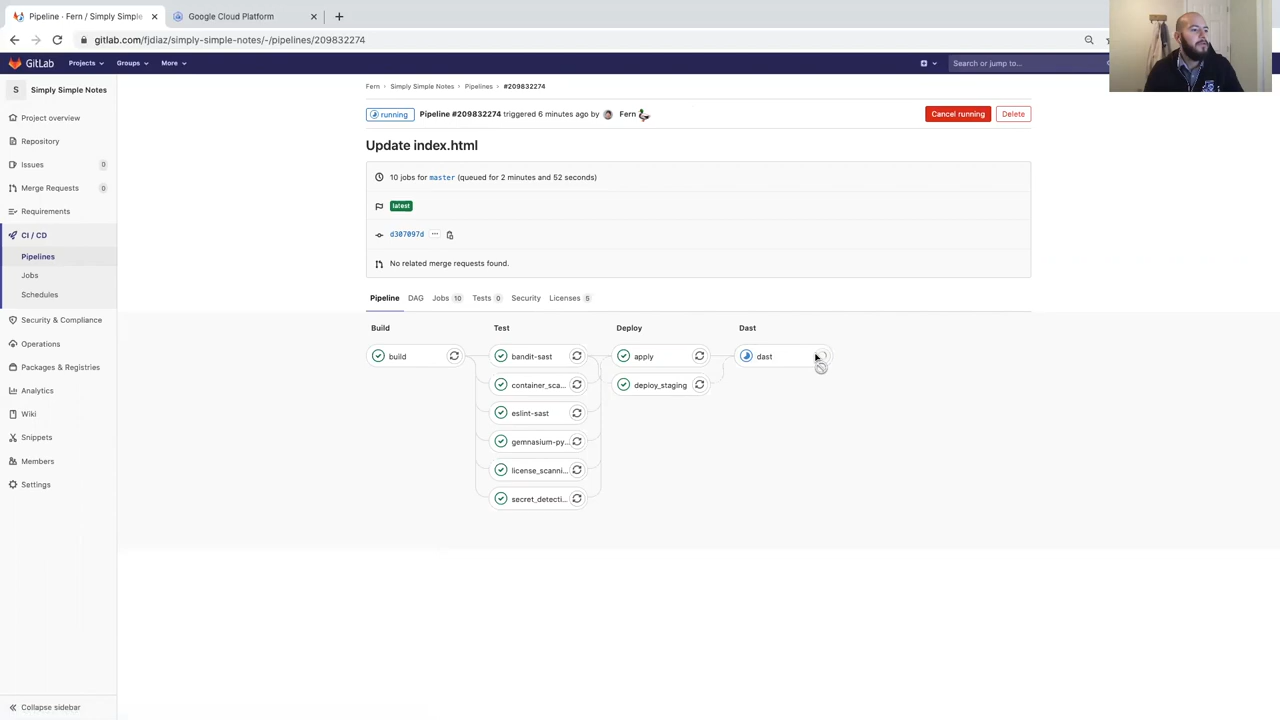 Pipeline · Fern / Simply Simple
Google Cloud Platform
gitlab.com/fjdiaz/simply-simple-notes/-/pipelines/209832274
GitLab
Projects
Groups
More
Search or jump to...
S
Simply Simple Notes
Project overview
Repository
Issues
0
Merge Requests
0
Requirements
CI / CD
Pipelines
Jobs
Schedules
Security & Compliance
Operations
Packages & Registries
Analytics
Wiki
Snippets
Members
Settings
Collapse sidebar
Fern
Simply Simple Notes
Pipelines
#209832274
running
Pipeline #209832274 triggered 6 minutes ago by Fern
Cancel running
Delete
Update index.html
10 jobs for master (queued for 2 minutes and 52 seconds)
latest
d307097d
No related merge requests found.
Pipeline
DAG
Jobs 10
Tests 0
Security
Licenses 5
Build
Test
Deploy
Dast
build
bandit-sast
container_sca...
eslint-sast
gemnasium-py...
license_scanni...
secret_detecti...
apply
deploy_staging
dast